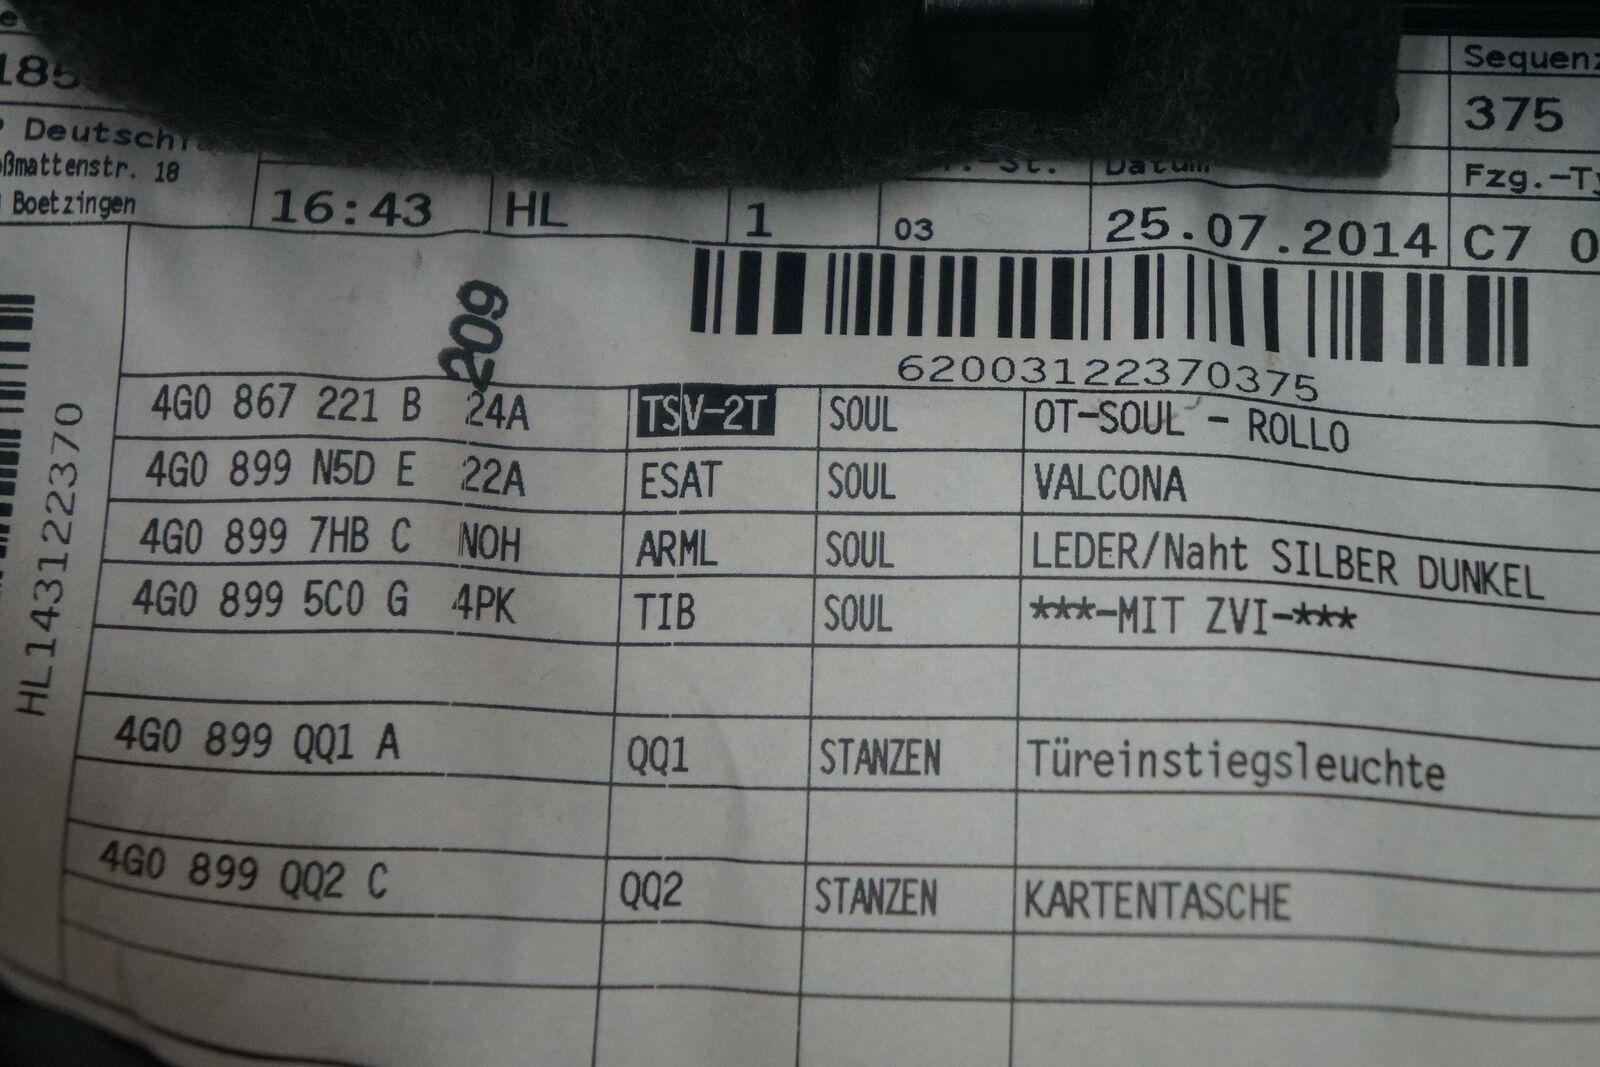 Sequenz
375
Deutschl
ßmattenstr. 18
Boetzingen
16:43 HL 1 03 25.07.2014 C7 0
Datum
Fzg.-Ty
209
62003122370375
HL143122370
4G0 867 221 B 24A TSV-2T SOUL OT-SOUL - ROLLO
4G0 899 N5D E 22A ESAT SOUL VALCONA
4G0 899 7HB C NOH ARML SOUL LEDER/Naht SILBER DUNKEL
4G0 899 5C0 G 4PK TIB SOUL ***-MIT ZVI-***
4G0 899 QQ1 A QQ1 STANZEN Türeinstiegsleuchte
4G0 899 QQ2 C QQ2 STANZEN KARTENTASCHE